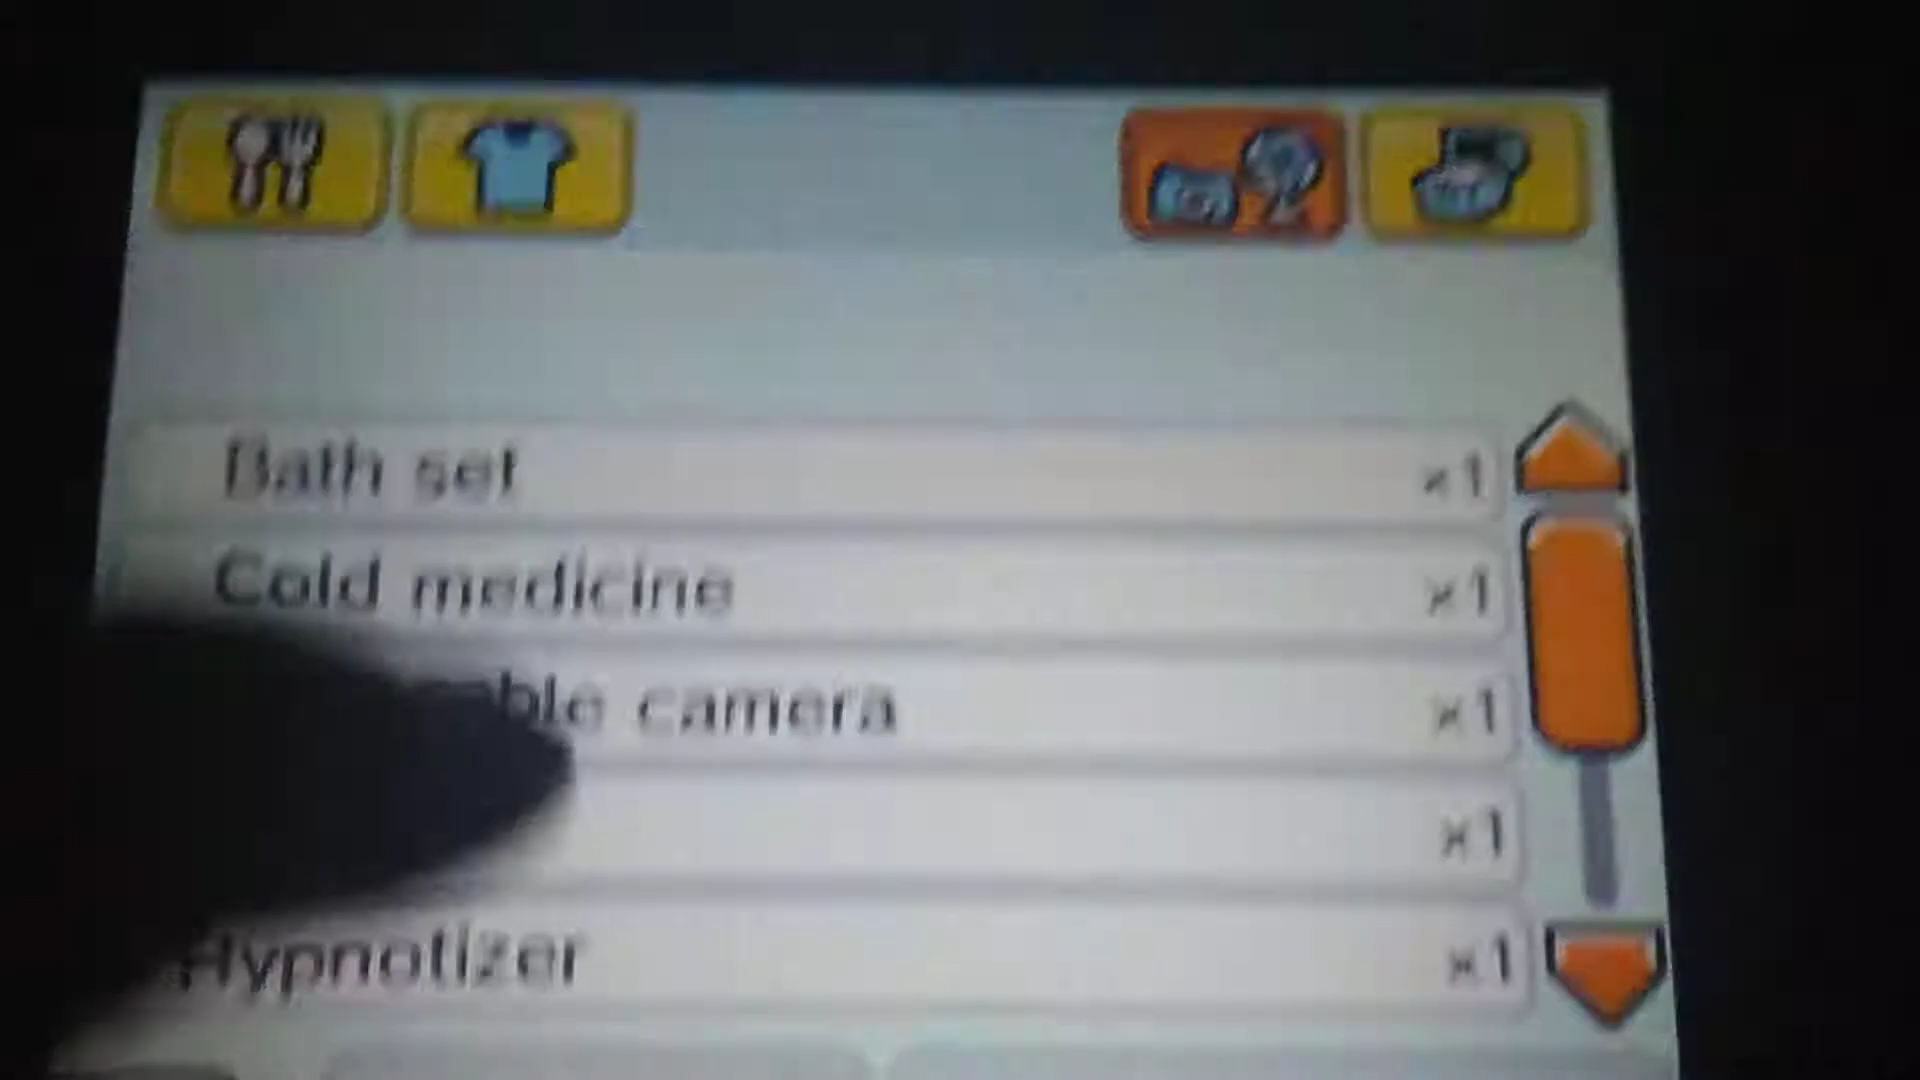 Bath set ×1
Cold medicine ×1
camera ×1
×1
Hypnotizer ×1